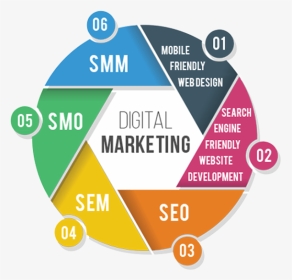 DIGITAL
MARKETING
01
MOBILE
FRIENDLY
WEB DESIGN
02
SEARCH
ENGINE
FRIENDLY
WEBSITE
DEVELOPMENT
03
SEO
04
SEM
05
SMO
06
SMM